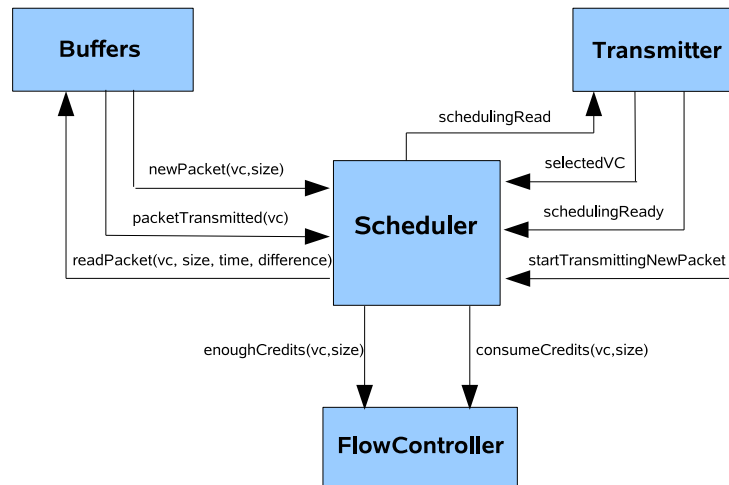 Buffers
Transmitter
schedulingRead
newPacket(vc,size)
selectedVC
packetTransmitted(vc)
schedulingReady
Scheduler
readPacket(vc, size, time, difference)
startTransmittingNewPacket
enoughCredits(vc,size)
consumeCredits(vc,size)
FlowController